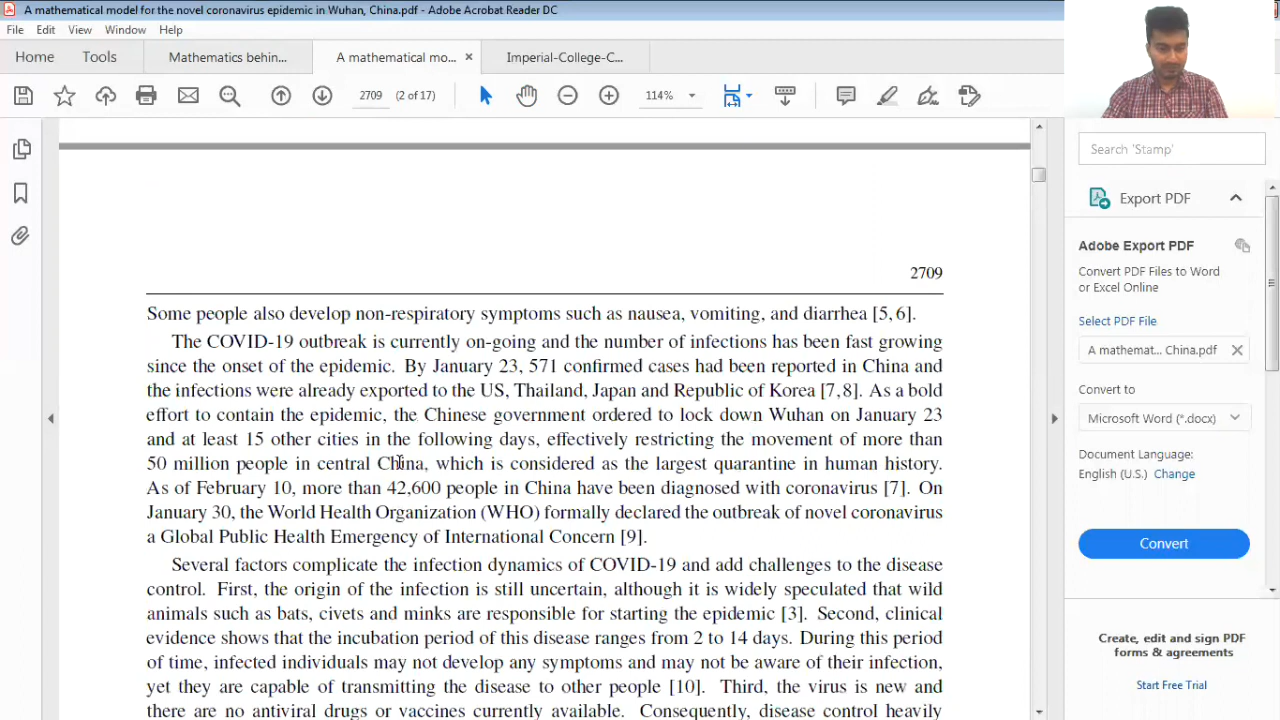 A mathematical model for the novel coronavirus epidemic in Wuhan, China.pdf - Adobe Acrobat Reader DC
File Edit View Window Help
Home Tools Mathematics behin... A mathematical mo... × Imperial-College-C...
2709 (2 of 17) 114%
Search 'Stamp'
Export PDF
Adobe Export PDF
Convert PDF Files to Word
or Excel Online
Select PDF File
A mathemat... China.pdf
Convert to
Microsoft Word (*.docx)
Document Language:
English (U.S.) Change
Convert
Create, edit and sign PDF
forms & agreements
Start Free Trial
2709
Some people also develop non-respiratory symptoms such as nausea, vomiting, and diarrhea [5, 6].
The COVID-19 outbreak is currently on-going and the number of infections has been fast growing
since the onset of the epidemic. By January 23, 571 confirmed cases had been reported in China and
the infections were already exported to the US, Thailand, Japan and Republic of Korea [7,8]. As a bold
effort to contain the epidemic, the Chinese government ordered to lock down Wuhan on January 23
and at least 15 other cities in the following days, effectively restricting the movement of more than
50 million people in central China, which is considered as the largest quarantine in human history.
As of February 10, more than 42,600 people in China have been diagnosed with coronavirus [7]. On
January 30, the World Health Organization (WHO) formally declared the outbreak of novel coronavirus
a Global Public Health Emergency of International Concern [9].
Several factors complicate the infection dynamics of COVID-19 and add challenges to the disease
control. First, the origin of the infection is still uncertain, although it is widely speculated that wild
animals such as bats, civets and minks are responsible for starting the epidemic [3]. Second, clinical
evidence shows that the incubation period of this disease ranges from 2 to 14 days. During this period
of time, infected individuals may not develop any symptoms and may not be aware of their infection,
yet they are capable of transmitting the disease to other people [10]. Third, the virus is new and
there are no antiviral drugs or vaccines currently available. Consequently, disease control heavily